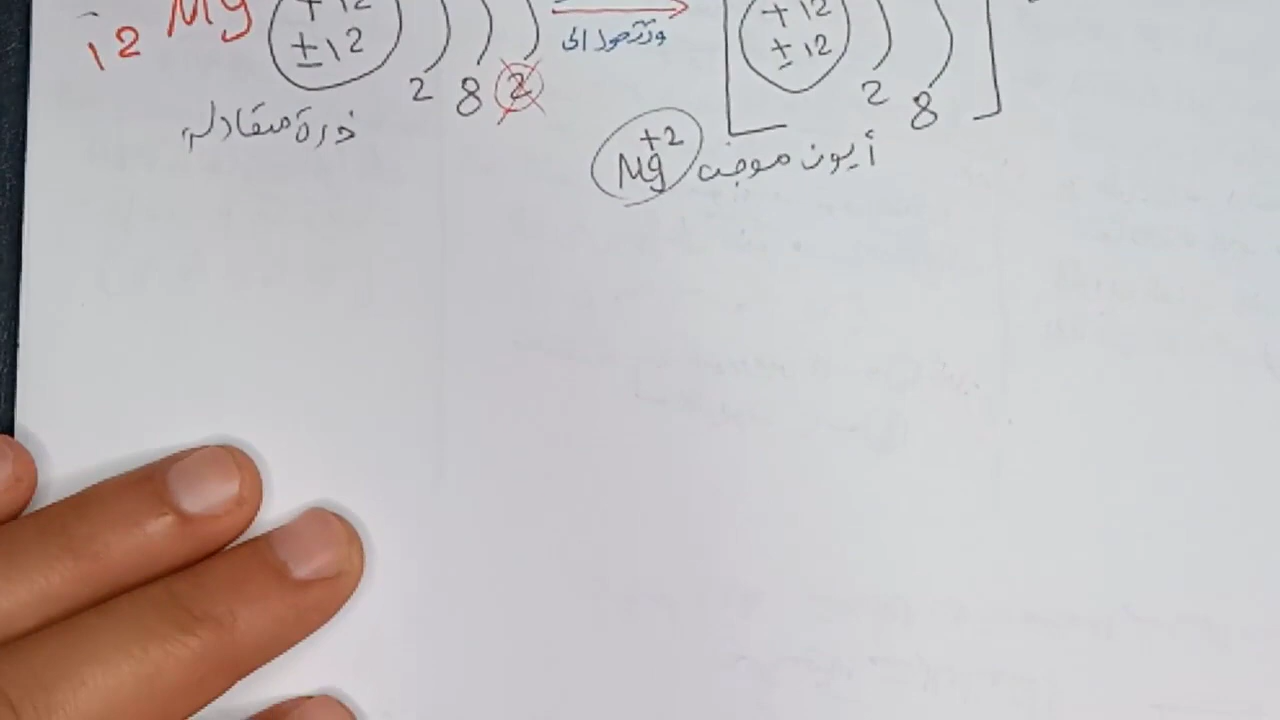 12 Mg +12 ±12 2 8 2 وتتحول الى +12 ±12 2 8
ذرة متعادلة
Mg+2 أيون موجب